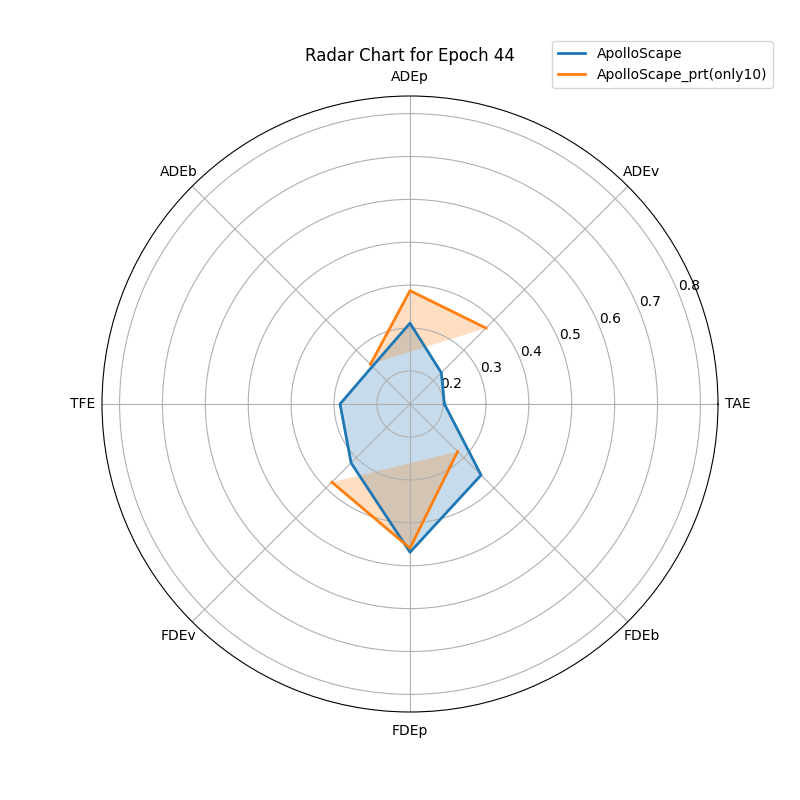 Radar Chart for Epoch 44
ApolloScape
ApolloScape_prt(only10)
ADEp
ADEb
ADEv
0.8
0.7
0.6
0.5
0.4
0.3
0.2
TFE
TAE
FDEv
FDEb
FDEp